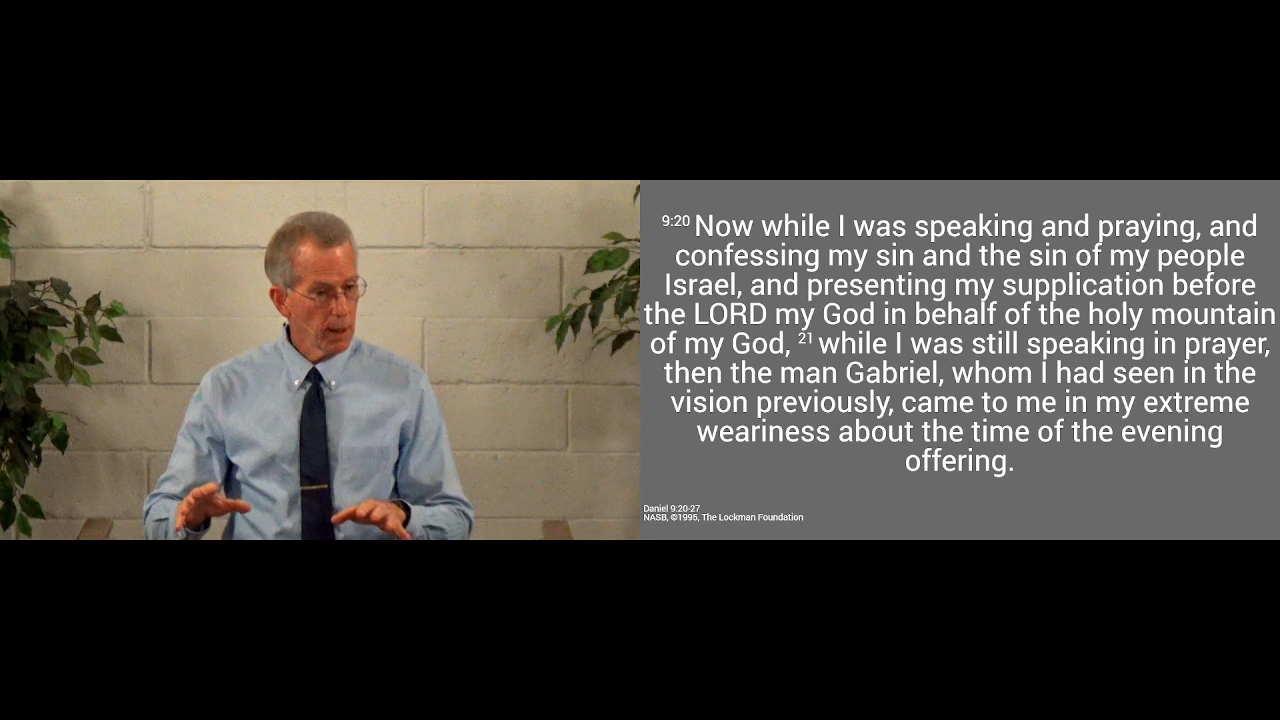 9:20 Now while I was speaking and praying, and
confessing my sin and the sin of my people
Israel, and presenting my supplication before
the LORD my God in behalf of the holy mountain
of my God, 21 while I was still speaking in prayer,
then the man Gabriel, whom I had seen in the
vision previously, came to me in my extreme
weariness about the time of the evening
offering.
Daniel 9:20-27
NASB, ©1995, The Lockman Foundation